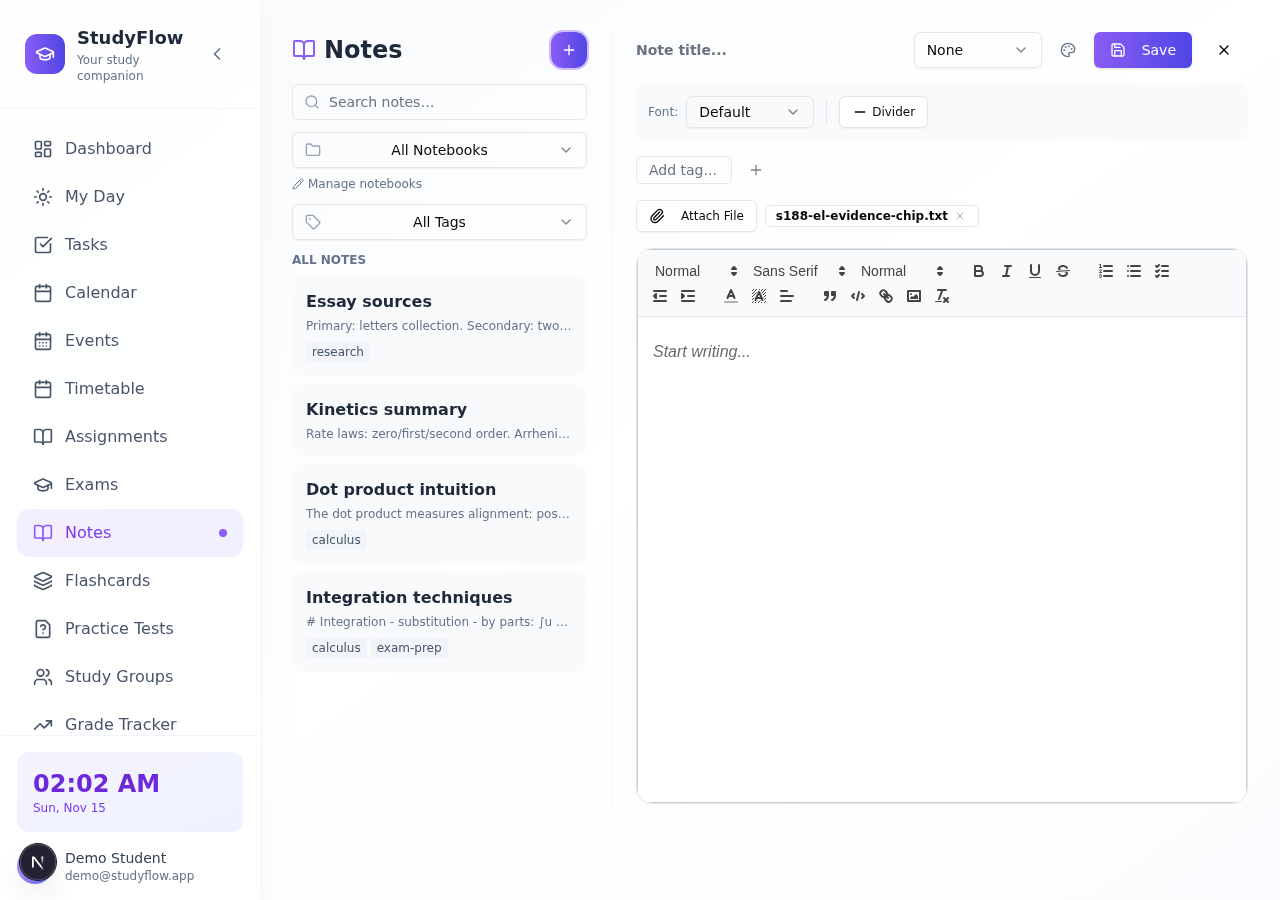 StudyFlow
Your study
companion
Dashboard
My Day
Tasks
Calendar
Events
Timetable
Assignments
Exams
Notes
Flashcards
Practice Tests
Study Groups
Grade Tracker
02:02 AM
Sun, Nov 15
N
Demo Student
demo@studyflow.app
Notes
Search notes...
All Notebooks
Manage notebooks
All Tags
ALL NOTES
Essay sources
Primary: letters collection. Secondary: two...
research
Kinetics summary
Rate laws: zero/first/second order. Arrheni...
Dot product intuition
The dot product measures alignment: pos...
calculus
Integration techniques
# Integration - substitution - by parts: ∫u ...
calculus exam-prep
Note title...
None
Save
Font: Default
Divider
Add tag...
Attach File
s188-el-evidence-chip.txt
Normal Sans Serif Normal B I U S
Start writing...